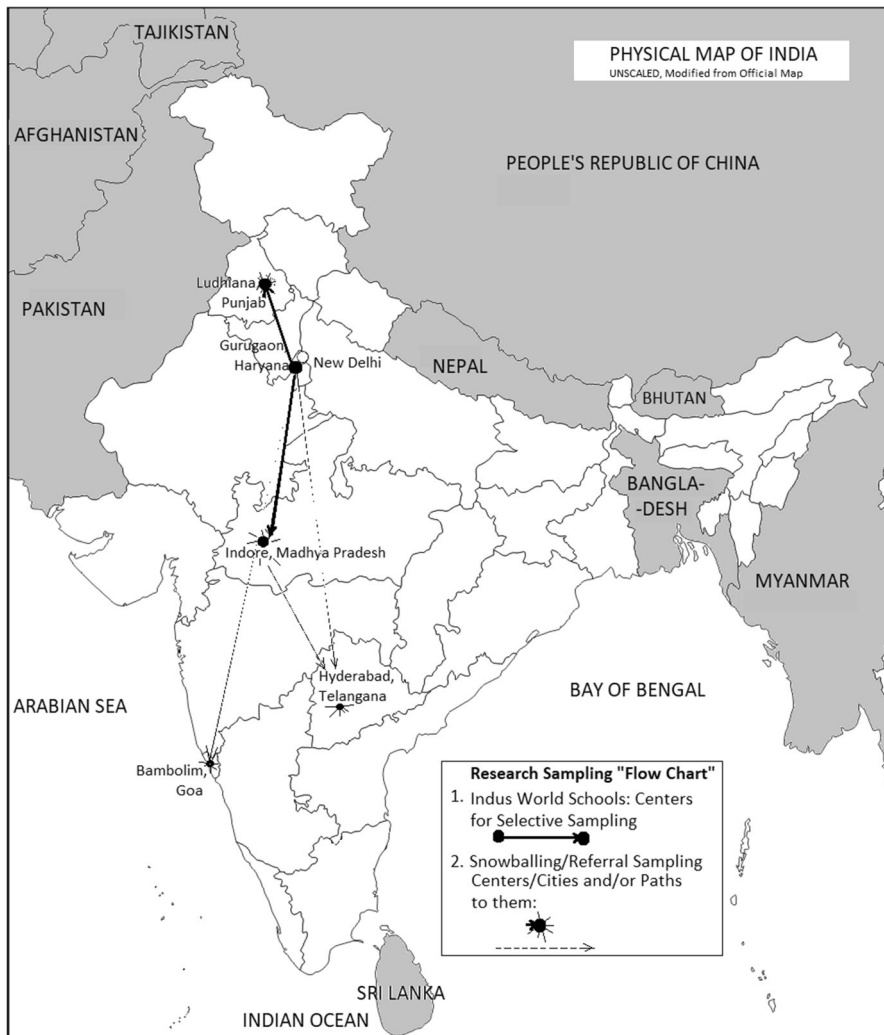 TAJIKISTAN
PHYSICAL MAP OF INDIA
UNSCALED, Modified from Official Map
AFGHANISTAN
PEOPLE'S REPUBLIC OF CHINA
Ludhiana,
Punjab
PAKISTAN
Gurugaon,
Haryana
New Delhi
NEPAL
BHUTAN
BANGLA-
-DESH
Indore, Madhya Pradesh
MYANMAR
Hyderabad,
Telangana
BAY OF BENGAL
ARABIAN SEA
Bambolim,
Goa
Research Sampling "Flow Chart"
1. Indus World Schools: Centers
for Selective Sampling
2. Snowballing/Referral Sampling
Centers/Cities and/or Paths
to them:
SRI LANKA
INDIAN OCEAN